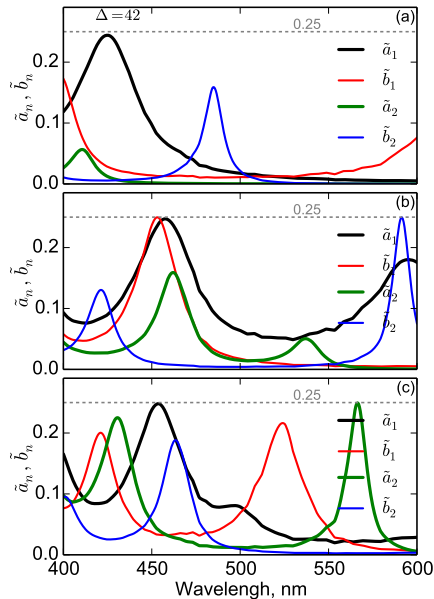 Δ=42
0.25
(a)
ã₁
b̃₁
ã₂
b̃₂
ãₙ, b̃ₙ
0.2
0.1
0.0
0.25
(b)
ã₁
b̃₁
ã₂
b̃₂
ãₙ, b̃ₙ
0.2
0.1
0.0
0.25
(c)
ã₁
b̃₁
ã₂
b̃₂
ãₙ, b̃ₙ
0.2
0.1
0.0
400 450 500 550 600
Wavelengh, nm